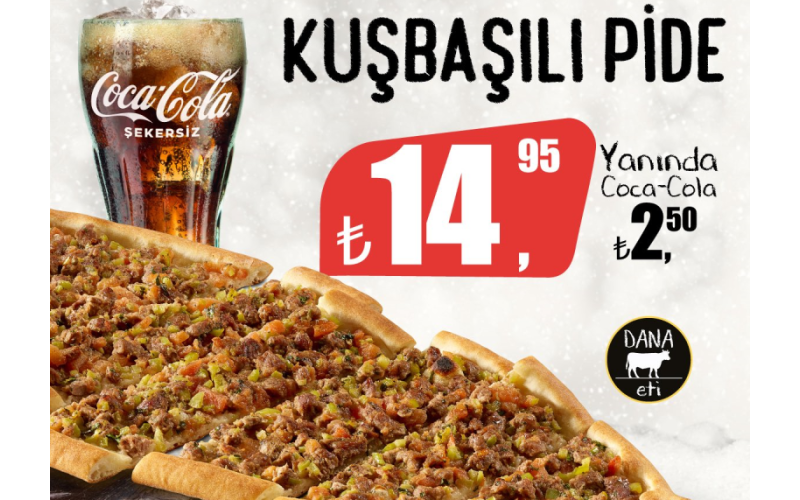 KUŞBAŞILI PİDE
Coca-Cola
ŞEKERSİZ
₺14,95
Yanında
Coca-Cola
₺2,50
DANA
eti